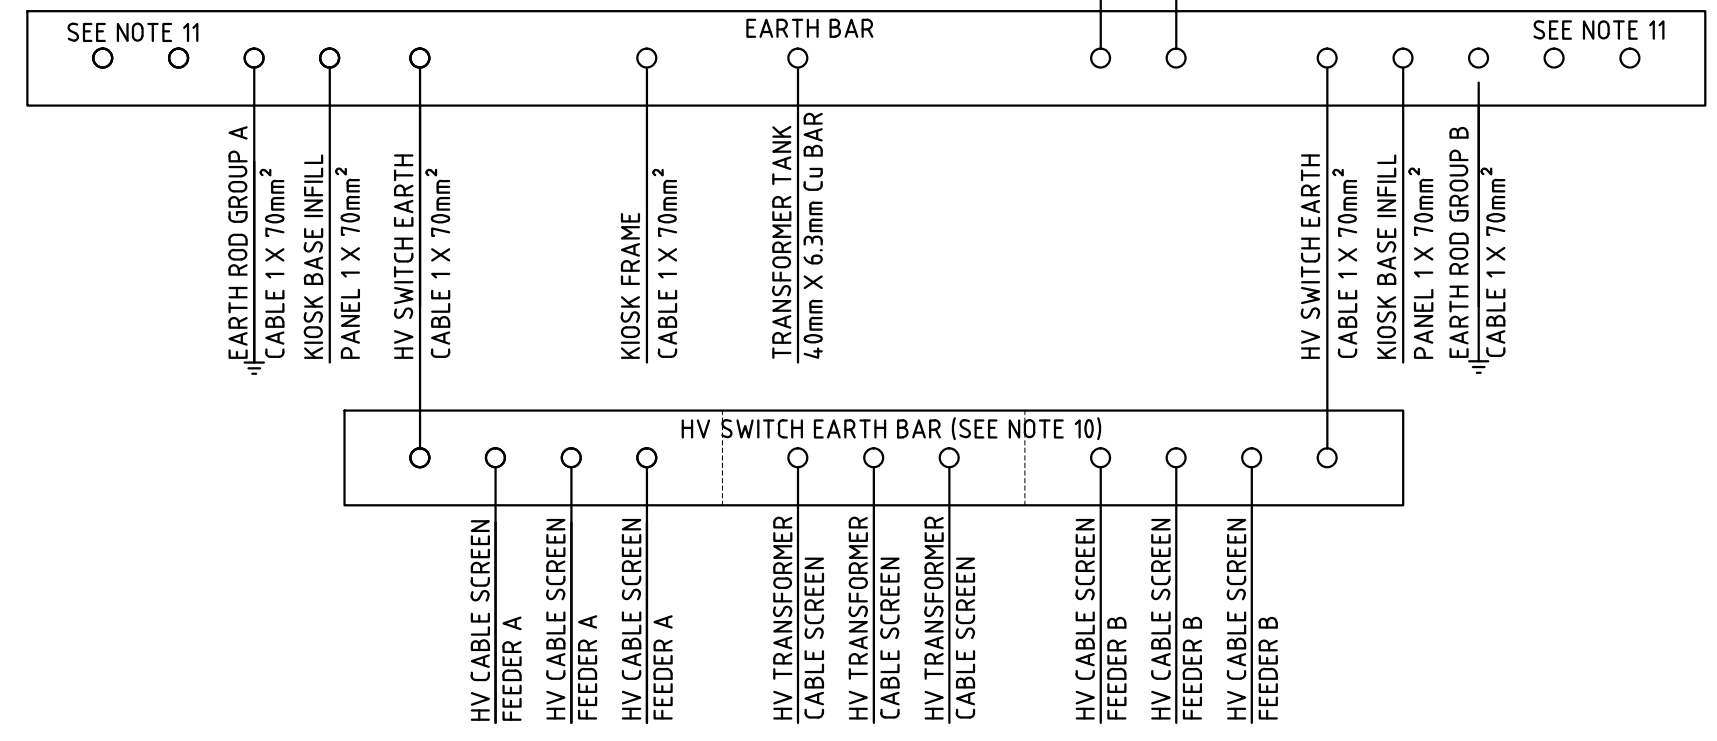 SEE NOTE 11
EARTH BAR
SEE NOTE 11
EARTH ROD GROUP A
CABLE 1 X 70mm²
KIOSK BASE INFILL
PANEL 1 X 70mm²
HV SWITCH EARTH
CABLE 1 X 70mm²
KIOSK FRAME
CABLE 1 X 70mm²
TRANSFORMER TANK
40mm X 6.3mm Cu BAR
HV SWITCH EARTH
CABLE 1 X 70mm²
KIOSK BASE INFILL
PANEL 1 X 70mm²
EARTH ROD GROUP B
CABLE 1 X 70mm²
HV SWITCH EARTH BAR (SEE NOTE 10)
HV CABLE SCREEN
FEEDER A
HV CABLE SCREEN
FEEDER A
HV CABLE SCREEN
FEEDER A
HV TRANSFORMER
CABLE SCREEN
HV TRANSFORMER
CABLE SCREEN
HV TRANSFORMER
CABLE SCREEN
HV CABLE SCREEN
FEEDER B
HV CABLE SCREEN
FEEDER B
HV CABLE SCREEN
FEEDER B